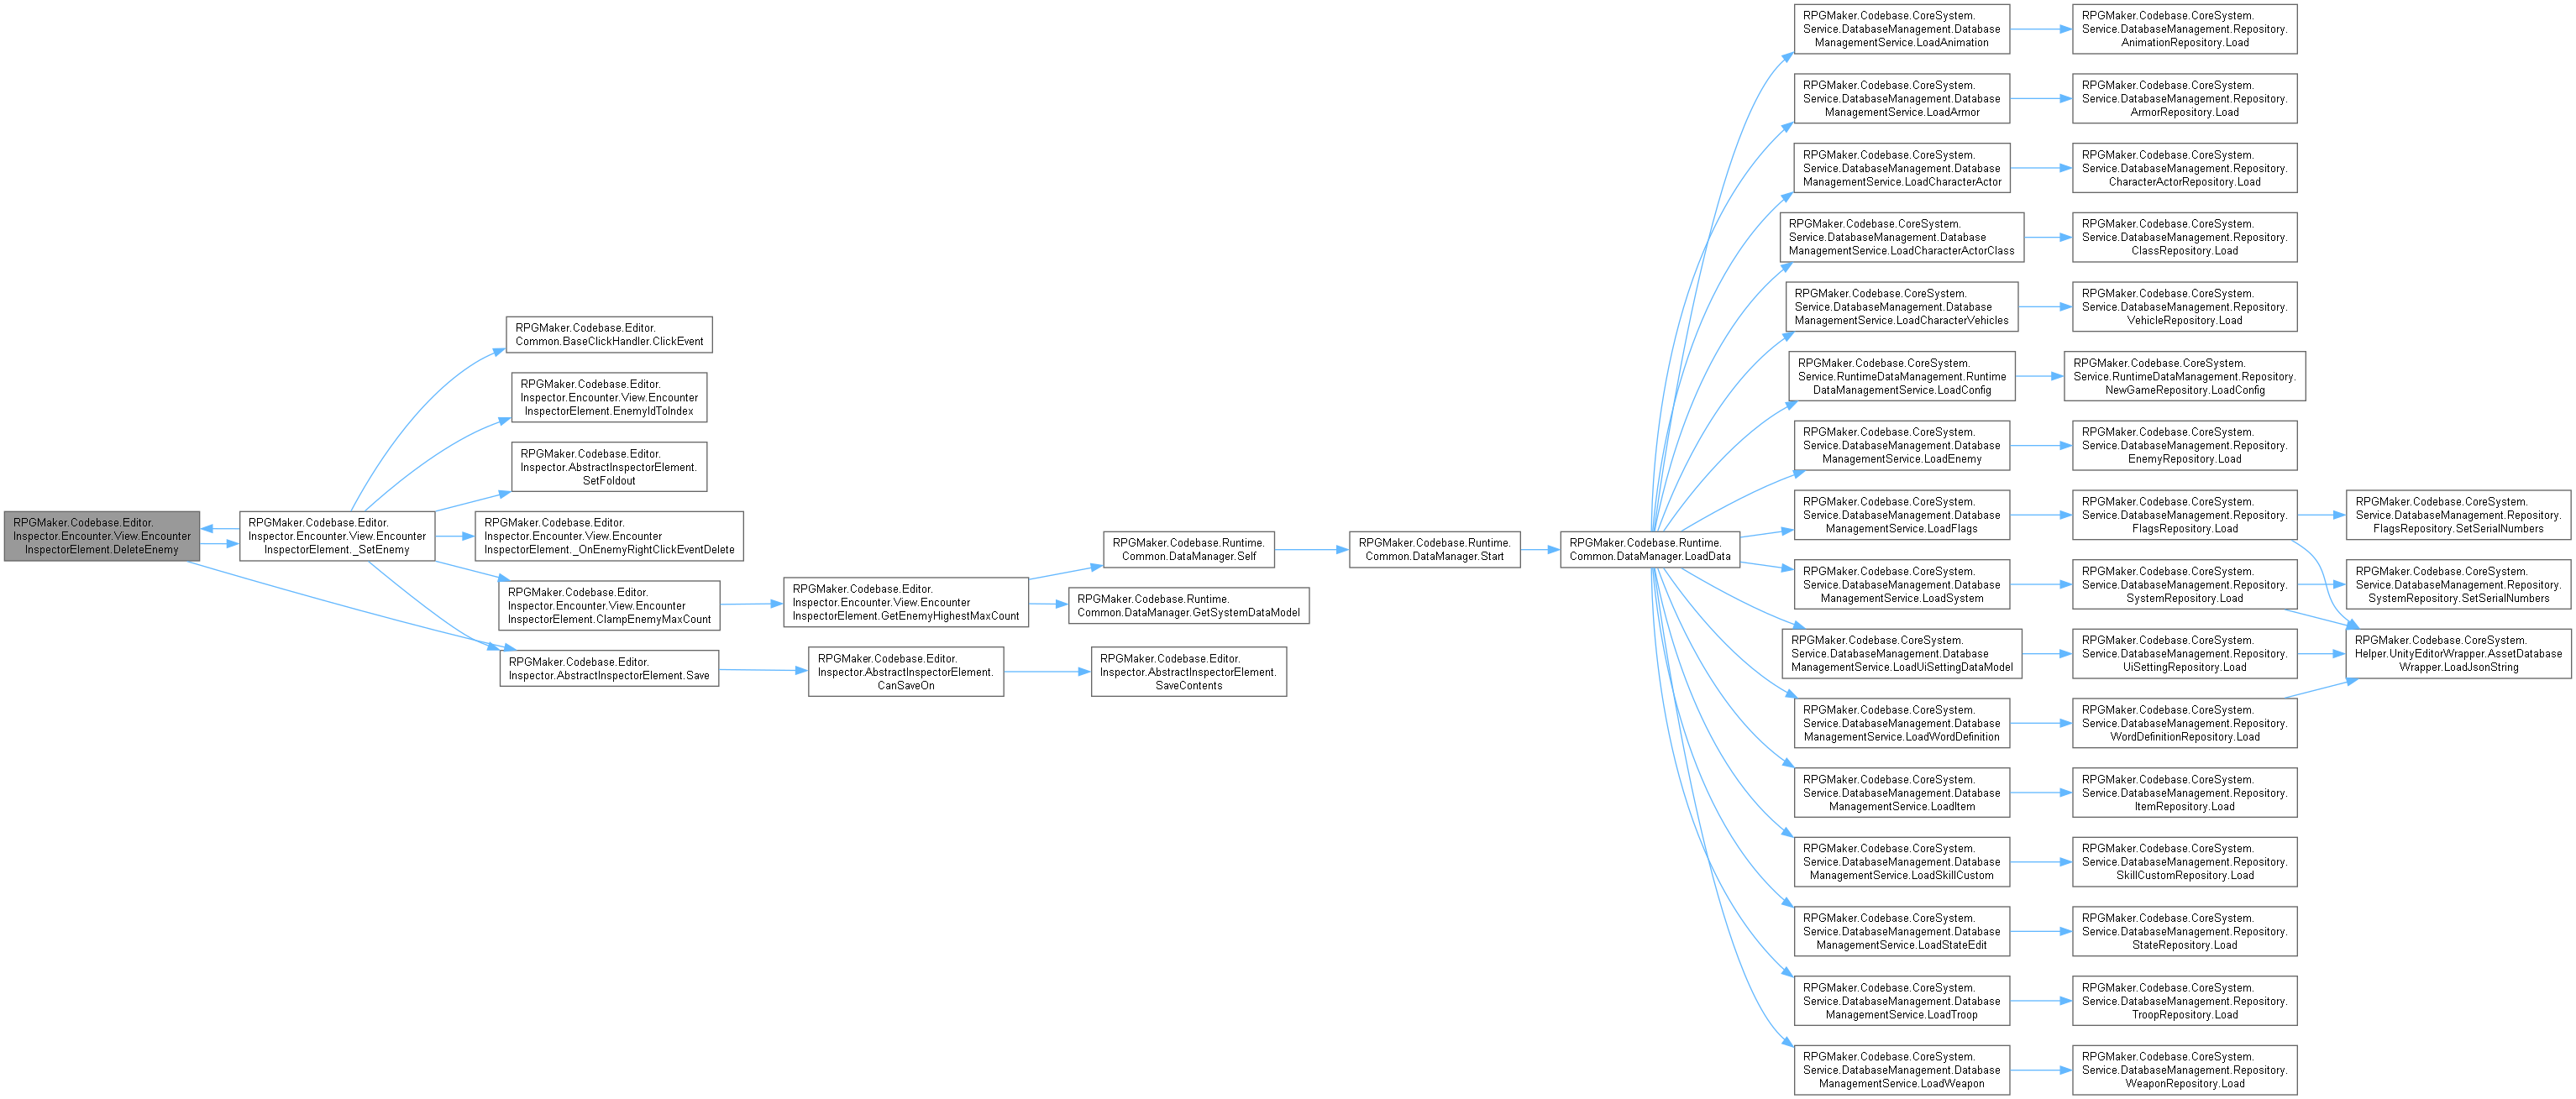 RPGMaker.Codebase.Editor.
Inspector.Encounter.View.Encounter
InspectorElement.DeleteEnemy
RPGMaker.Codebase.Editor.
Inspector.Encounter.View.Encounter
InspectorElement._SetEnemy
RPGMaker.Codebase.Editor.
Common.BaseClickHandler.ClickEvent
RPGMaker.Codebase.Editor.
Inspector.Encounter.View.Encounter
InspectorElement.EnemyIdToIndex
RPGMaker.Codebase.Editor.
Inspector.AbstractInspectorElement.
SetFoldout
RPGMaker.Codebase.Editor.
Inspector.Encounter.View.Encounter
InspectorElement._OnEnemyRightClickEventDelete
RPGMaker.Codebase.Editor.
Inspector.Encounter.View.Encounter
InspectorElement.ClampEnemyMaxCount
RPGMaker.Codebase.Editor.
Inspector.AbstractInspectorElement.Save
RPGMaker.Codebase.Editor.
Inspector.Encounter.View.Encounter
InspectorElement.GetEnemyHighestMaxCount
RPGMaker.Codebase.Editor.
Inspector.AbstractInspectorElement.
CanSaveOn
RPGMaker.Codebase.Runtime.
Common.DataManager.Self
RPGMaker.Codebase.Runtime.
Common.DataManager.GetSystemDataModel
RPGMaker.Codebase.Editor.
Inspector.AbstractInspectorElement.
SaveContents
RPGMaker.Codebase.Runtime.
Common.DataManager.Start
RPGMaker.Codebase.Runtime.
Common.DataManager.LoadData
RPGMaker.Codebase.CoreSystem.
Service.DatabaseManagement.Database
ManagementService.LoadAnimation
RPGMaker.Codebase.CoreSystem.
Service.DatabaseManagement.Repository.
AnimationRepository.Load
RPGMaker.Codebase.CoreSystem.
Service.DatabaseManagement.Database
ManagementService.LoadArmor
RPGMaker.Codebase.CoreSystem.
Service.DatabaseManagement.Repository.
ArmorRepository.Load
RPGMaker.Codebase.CoreSystem.
Service.DatabaseManagement.Database
ManagementService.LoadCharacterActor
RPGMaker.Codebase.CoreSystem.
Service.DatabaseManagement.Repository.
CharacterActorRepository.Load
RPGMaker.Codebase.CoreSystem.
Service.DatabaseManagement.Database
ManagementService.LoadCharacterActorClass
RPGMaker.Codebase.CoreSystem.
Service.DatabaseManagement.Repository.
ClassRepository.Load
RPGMaker.Codebase.CoreSystem.
Service.DatabaseManagement.Database
ManagementService.LoadCharacterVehicles
RPGMaker.Codebase.CoreSystem.
Service.DatabaseManagement.Repository.
VehicleRepository.Load
RPGMaker.Codebase.CoreSystem.
Service.RuntimeDataManagement.Runtime
DataManagementService.LoadConfig
RPGMaker.Codebase.CoreSystem.
Service.RuntimeDataManagement.Repository.
NewGameRepository.LoadConfig
RPGMaker.Codebase.CoreSystem.
Service.DatabaseManagement.Database
ManagementService.LoadEnemy
RPGMaker.Codebase.CoreSystem.
Service.DatabaseManagement.Repository.
EnemyRepository.Load
RPGMaker.Codebase.CoreSystem.
Service.DatabaseManagement.Database
ManagementService.LoadFlags
RPGMaker.Codebase.CoreSystem.
Service.DatabaseManagement.Repository.
FlagsRepository.Load
RPGMaker.Codebase.CoreSystem.
Service.DatabaseManagement.Repository.
FlagsRepository.SetSerialNumbers
RPGMaker.Codebase.CoreSystem.
Service.DatabaseManagement.Database
ManagementService.LoadSystem
RPGMaker.Codebase.CoreSystem.
Service.DatabaseManagement.Repository.
SystemRepository.Load
RPGMaker.Codebase.CoreSystem.
Service.DatabaseManagement.Repository.
SystemRepository.SetSerialNumbers
RPGMaker.Codebase.CoreSystem.
Service.DatabaseManagement.Database
ManagementService.LoadUiSettingDataModel
RPGMaker.Codebase.CoreSystem.
Service.DatabaseManagement.Repository.
UiSettingRepository.Load
RPGMaker.Codebase.CoreSystem.
Helper.UnityEditorWrapper.AssetDatabase
Wrapper.LoadJsonString
RPGMaker.Codebase.CoreSystem.
Service.DatabaseManagement.Database
ManagementService.LoadWordDefinition
RPGMaker.Codebase.CoreSystem.
Service.DatabaseManagement.Repository.
WordDefinitionRepository.Load
RPGMaker.Codebase.CoreSystem.
Service.DatabaseManagement.Database
ManagementService.LoadItem
RPGMaker.Codebase.CoreSystem.
Service.DatabaseManagement.Repository.
ItemRepository.Load
RPGMaker.Codebase.CoreSystem.
Service.DatabaseManagement.Database
ManagementService.LoadSkillCustom
RPGMaker.Codebase.CoreSystem.
Service.DatabaseManagement.Repository.
SkillCustomRepository.Load
RPGMaker.Codebase.CoreSystem.
Service.DatabaseManagement.Database
ManagementService.LoadStateEdit
RPGMaker.Codebase.CoreSystem.
Service.DatabaseManagement.Repository.
StateRepository.Load
RPGMaker.Codebase.CoreSystem.
Service.DatabaseManagement.Database
ManagementService.LoadTroop
RPGMaker.Codebase.CoreSystem.
Service.DatabaseManagement.Repository.
TroopRepository.Load
RPGMaker.Codebase.CoreSystem.
Service.DatabaseManagement.Database
ManagementService.LoadWeapon
RPGMaker.Codebase.CoreSystem.
Service.DatabaseManagement.Repository.
WeaponRepository.Load